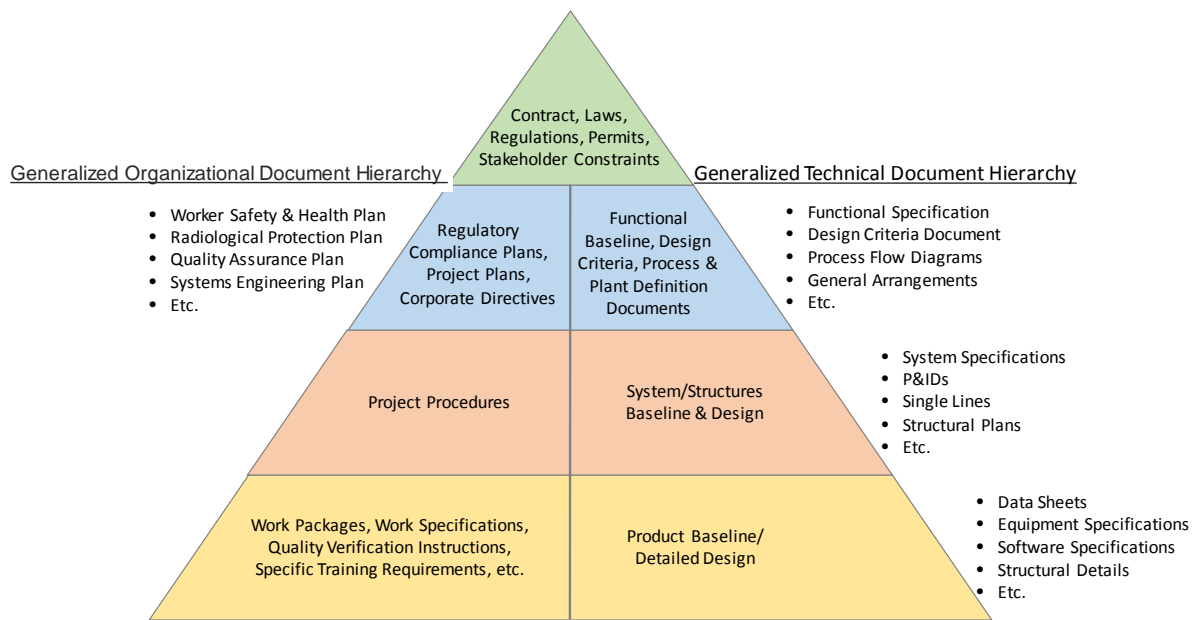 Contract, Laws,
Regulations, Permits,
Stakeholder Constraints
Generalized Organizational Document Hierarchy
Generalized Technical Document Hierarchy
• Worker Safety & Health Plan
• Radiological Protection Plan
• Quality Assurance Plan
• Systems Engineering Plan
• Etc.
Regulatory
Compliance Plans,
Project Plans,
Corporate Directives
Functional
Baseline, Design
Criteria, Process &
Plant Definition
Documents
• Functional Specification
• Design Criteria Document
• Process Flow Diagrams
• General Arrangements
• Etc.
Project Procedures
System/Structures
Baseline & Design
• System Specifications
• P&IDs
• Single Lines
• Structural Plans
• Etc.
Work Packages, Work Specifications,
Quality Verification Instructions,
Specific Training Requirements, etc.
Product Baseline/
Detailed Design
• Data Sheets
• Equipment Specifications
• Software Specifications
• Structural Details
• Etc.